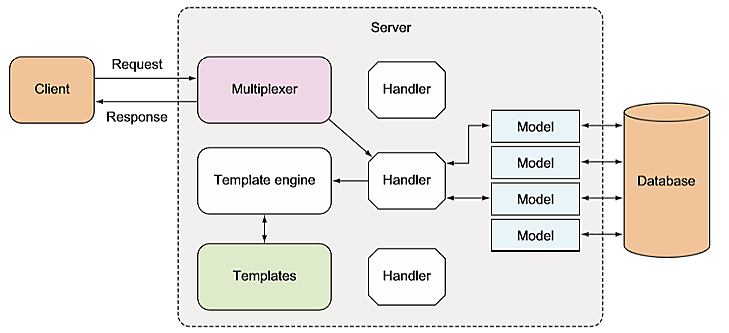 Server
Request
Client
Response
Multiplexer
Handler
Template engine
Handler
Templates
Handler
Model
Model
Model
Model
Database